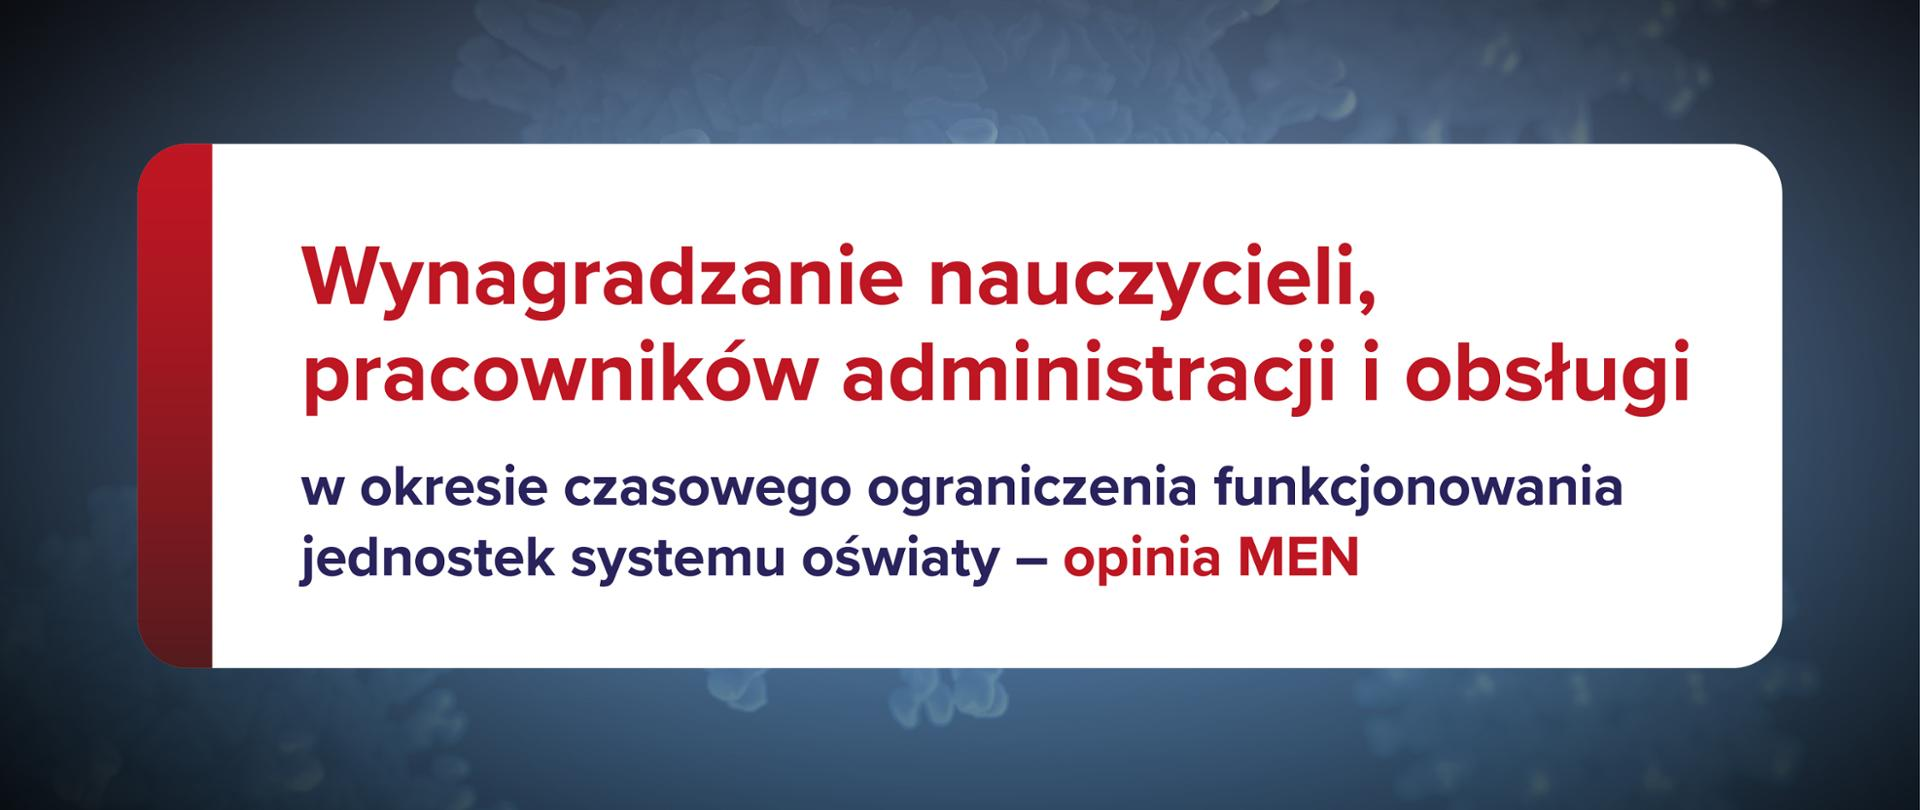 Wynagradzanie nauczycieli,
pracowników administracji i obsługi
w okresie czasowego ograniczenia funkcjonowania
jednostek systemu oświaty – opinia MEN